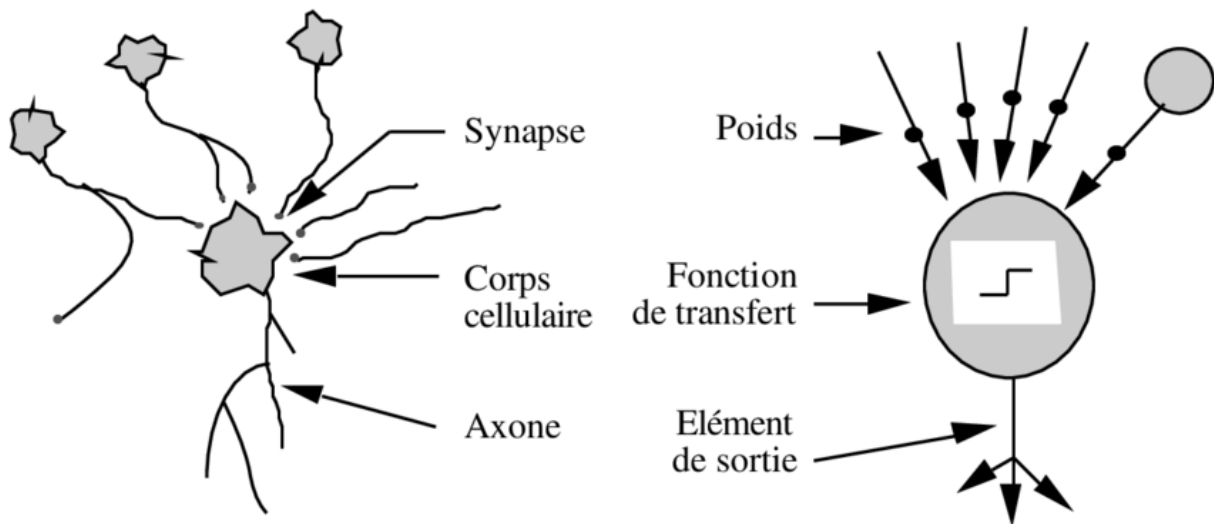 Synapse
Corps
cellulaire
Axone
Poids
Fonction
de transfert
Elément
de sortie